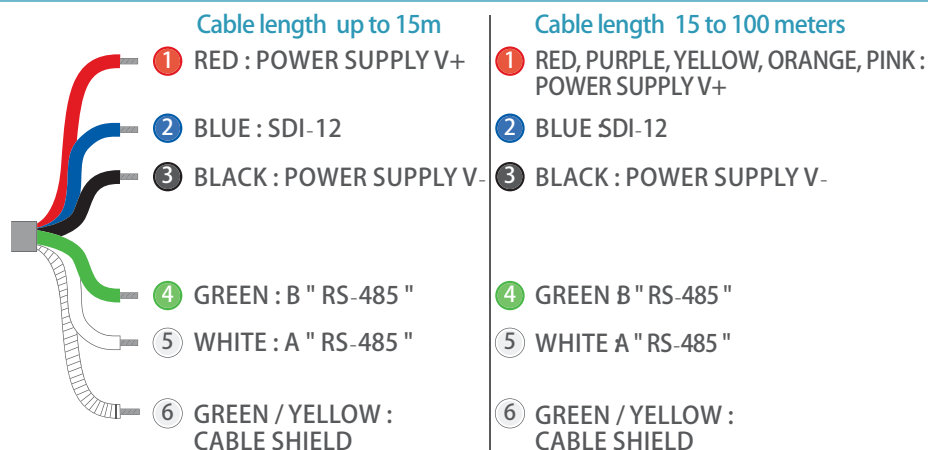 Cable length up to 15m
1 RED : POWER SUPPLY V+
2 BLUE : SDI-12
3 BLACK : POWER SUPPLY V-
4 GREEN : B " RS-485 "
5 WHITE : A " RS-485 "
6 GREEN / YELLOW :
CABLE SHIELD
Cable length 15 to 100 meters
1 RED, PURPLE, YELLOW, ORANGE, PINK :
POWER SUPPLY V+
2 BLUE :SDI-12
3 BLACK : POWER SUPPLY V-
4 GREEN :B " RS-485 "
5 WHITE :A " RS-485 "
6 GREEN / YELLOW :
CABLE SHIELD